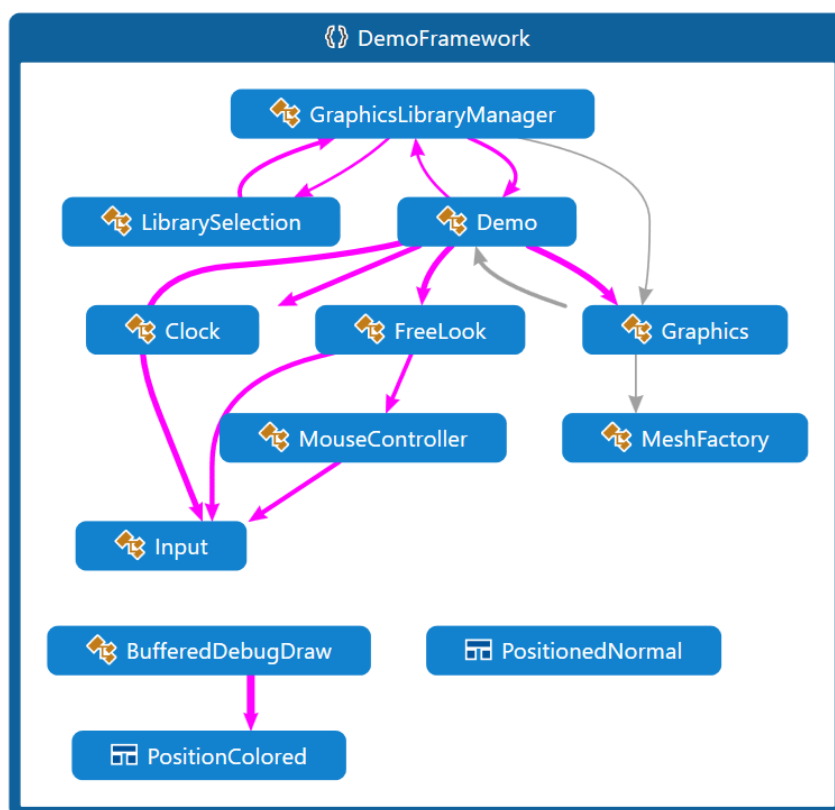 DemoFramework
GraphicsLibraryManager
LibrarySelection
Demo
Clock
FreeLook
Graphics
MouseController
MeshFactory
Input
BufferedDebugDraw
PositionedNormal
PositionColored